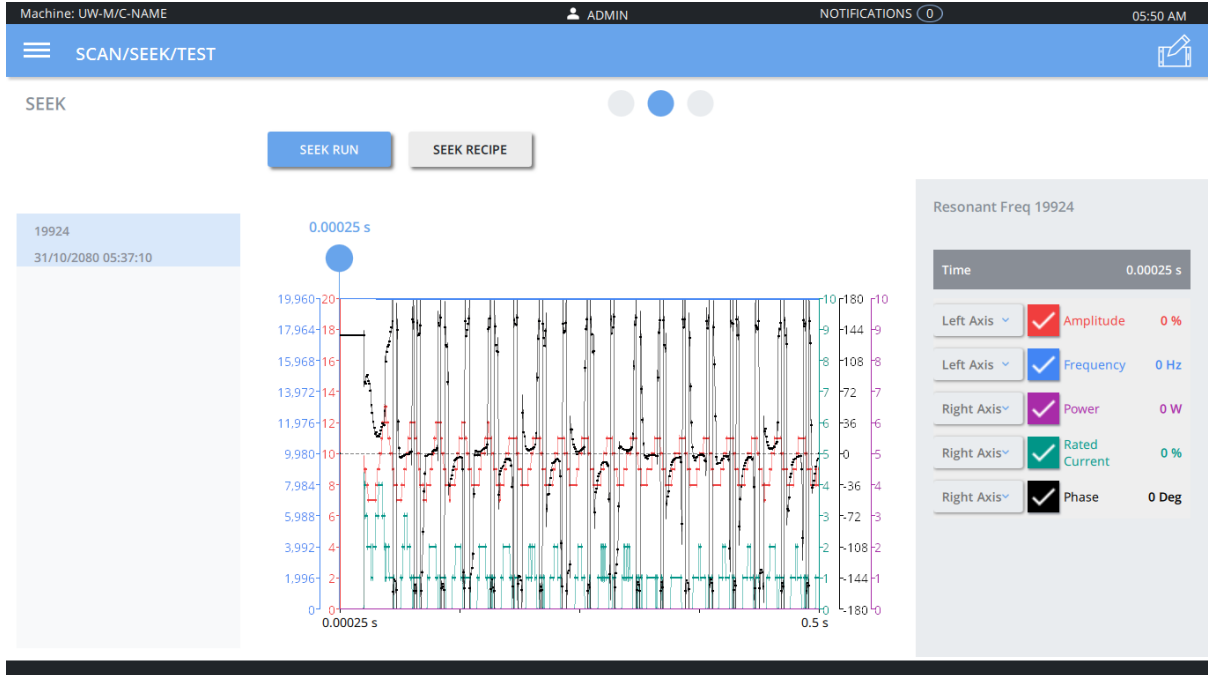 Machine: UW-M/C-NAME ADMIN NOTIFICATIONS 0 05:50 AM
SCAN/SEEK/TEST
SEEK
SEEK RUN SEEK RECIPE
19924
31/10/2080 05:37:10
0.00025 s
19,960 20 10 180 10
17,964 18 9 144 9
15,968 16 8 108 8
13,972 14 7 72 7
11,976 12 6 36 6
9,980 10 5 0 5
7,984 8 4 -36 4
5,988 6 3 -72 3
3,992 4 2 -108 2
1,996 2 1 -144 1
0 0 0 -180 0
0.00025 s 0.5 s
Resonant Freq 19924
Time 0.00025 s
Left Axis Amplitude 0 %
Left Axis Frequency 0 Hz
Right Axis Power 0 W
Right Axis Rated Current 0 %
Right Axis Phase 0 Deg